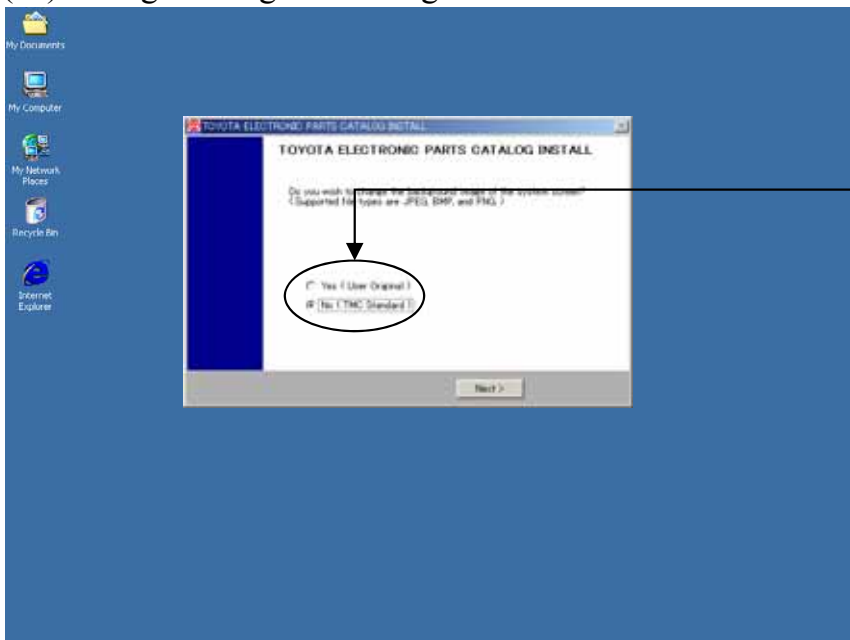 My Documents
My Computer
My Network
Places
Recycle Bin
Internet
Explorer
TOYOTA ELECTRONIC PARTS CATALOG INSTALL
TOYOTA ELECTRONIC PARTS CATALOG INSTALL
Do you wish to change the background image of the system screen?
(Supported file types are JPEG, BMP, and PNG. )
Yes ( User Original )
No ( TMC Standard )
Next >